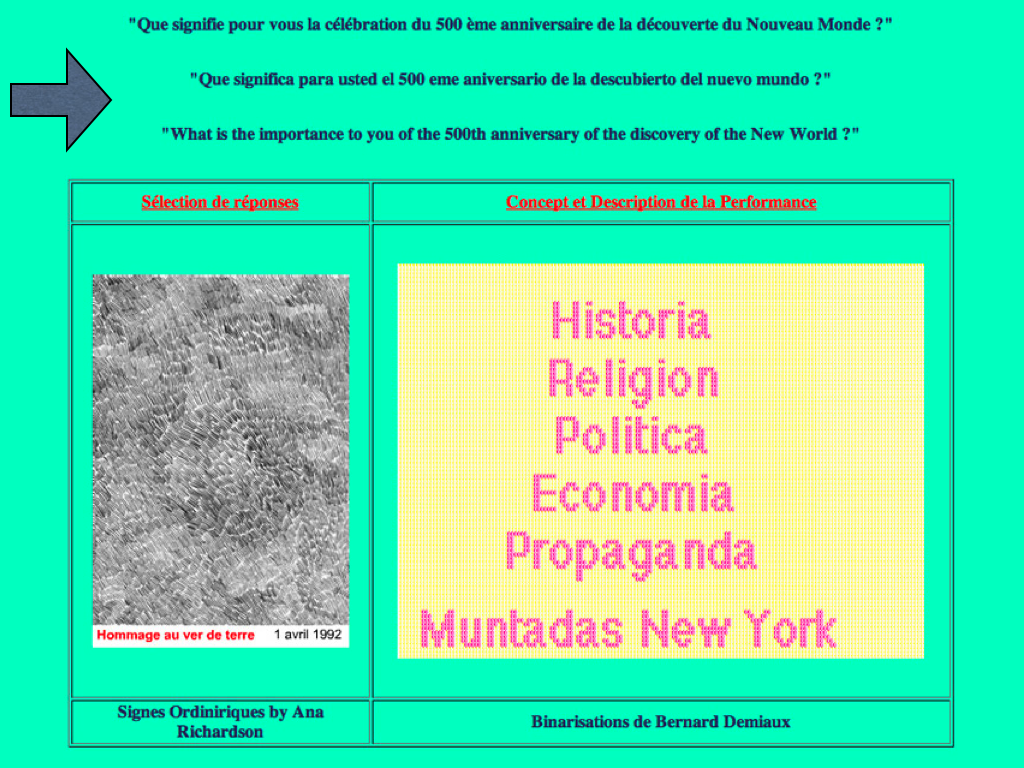 "Que signifie pour vous la célébration du 500 ème anniversaire de la découverte du Nouveau Monde ?"
"Que significa para usted el 500 eme aniversario de la descubierto del nuevo mundo ?"
"What is the importance to you of the 500th anniversary of the discovery of the New World ?"
Sélection de réponses
Concept et Description de la Performance
Hommage au ver de terre 1 avril 1992
Historia
Religion
Politica
Economia
Propaganda
Muntadas New York
Signes Ordiniriques by Ana
Richardson
Binarisations de Bernard Demiaux